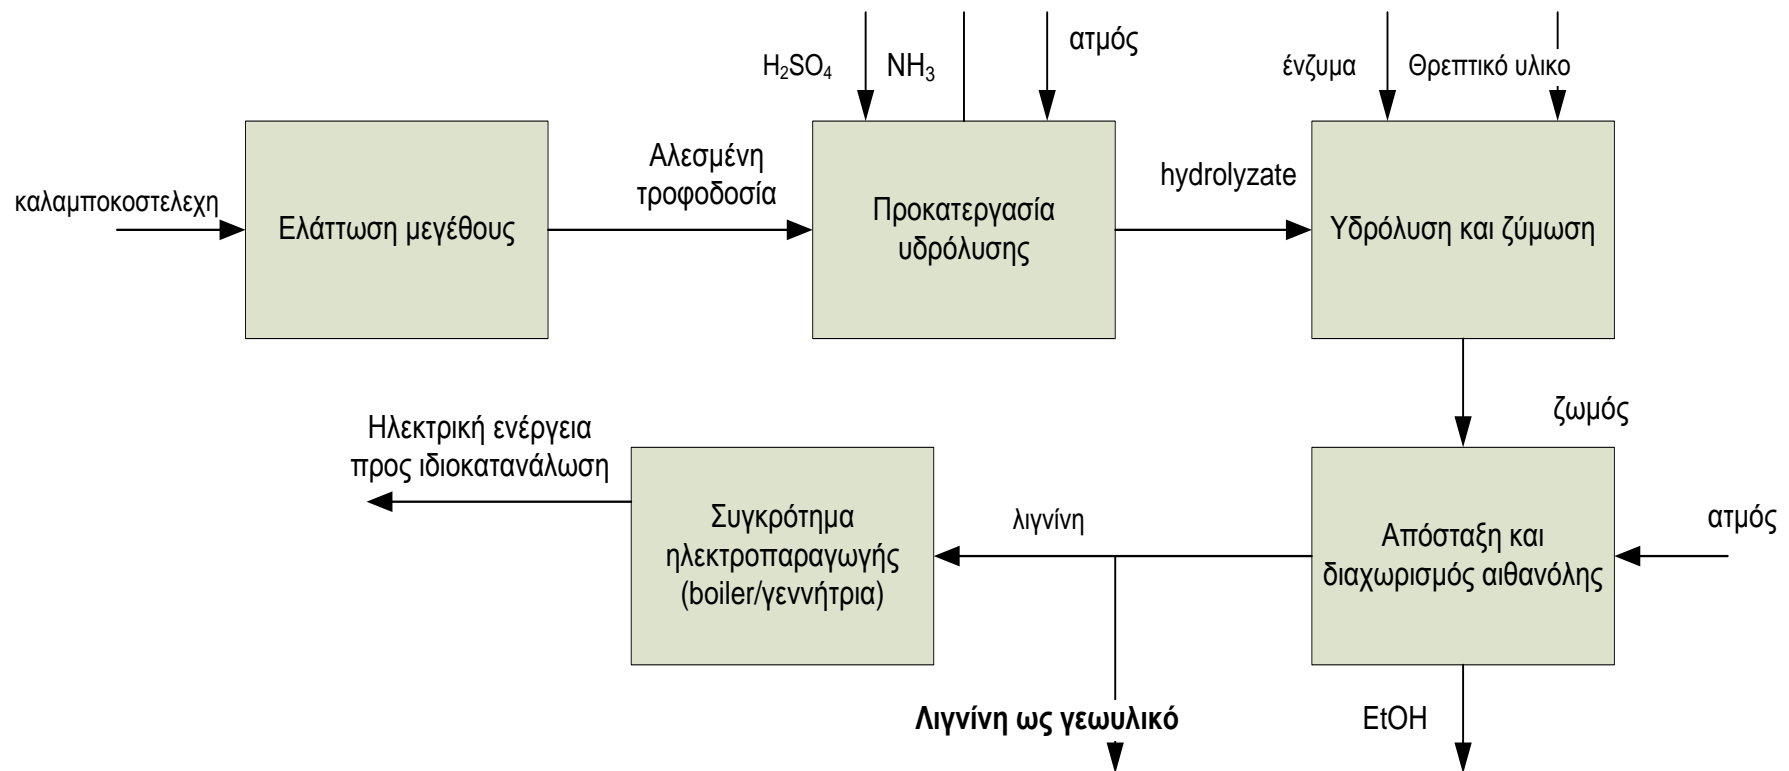 H₂SO₄
NH₃
ατμός
ένζυμα
Θρεπτικό υλικο
καλαμποκοστελεχη
Ελάττωση μεγέθους
Αλεσμένη
τροφοδοσία
Προκατεργασία
υδρόλυσης
hydrolyzate
Υδρόλυση και ζύμωση
ζωμός
Ηλεκτρική ενέργεια
προς ιδιοκατανάλωση
Συγκρότημα
ηλεκτροπαραγωγής
(boiler/γεννήτρια)
λιγνίνη
Απόσταξη και
διαχωρισμός αιθανόλης
ατμός
Λιγνίνη ως γεωυλικό
EtOH